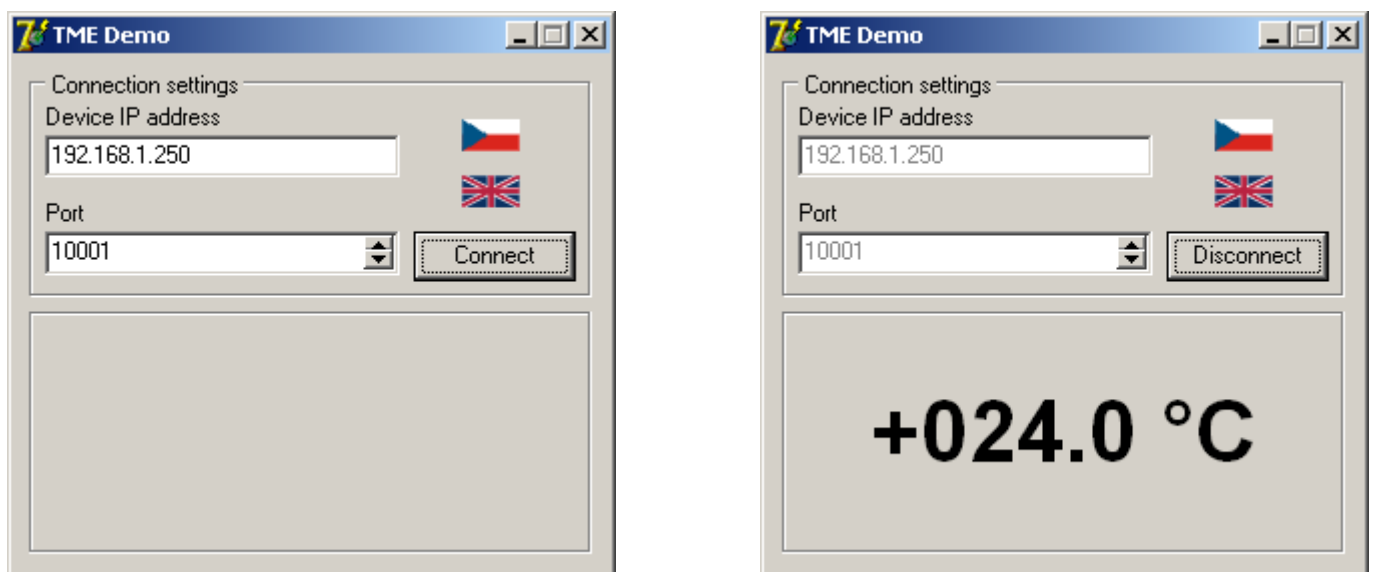 TME Demo
Connection settings
Device IP address
192.168.1.250
Port
10001
Connect
TME Demo
Connection settings
Device IP address
192.168.1.250
Port
10001
Disconnect
+024.0 °C